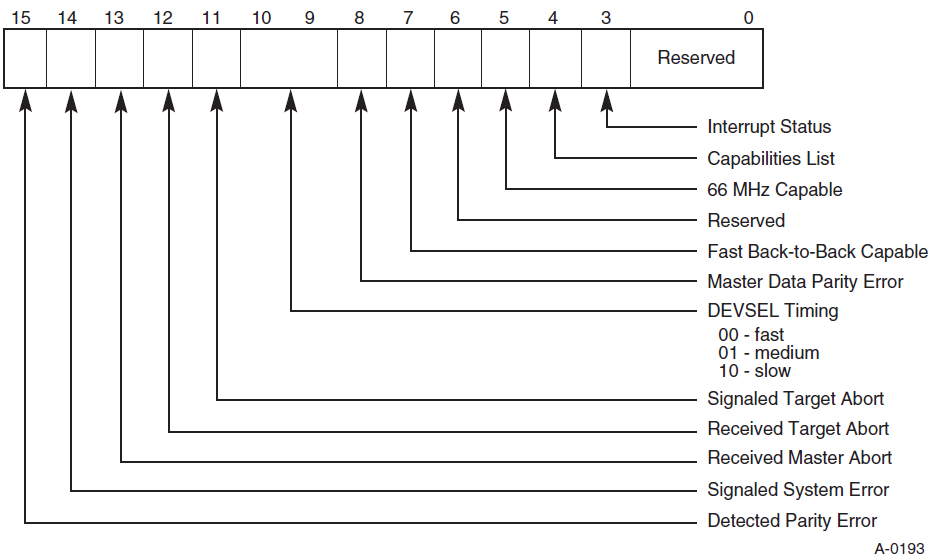 15 14 13 12 11 10 9 8 7 6 5 4 3 0
Reserved
Interrupt Status
Capabilities List
66 MHz Capable
Reserved
Fast Back-to-Back Capable
Master Data Parity Error
DEVSEL Timing
00 - fast
01 - medium
10 - slow
Signaled Target Abort
Received Target Abort
Received Master Abort
Signaled System Error
Detected Parity Error
A-0193